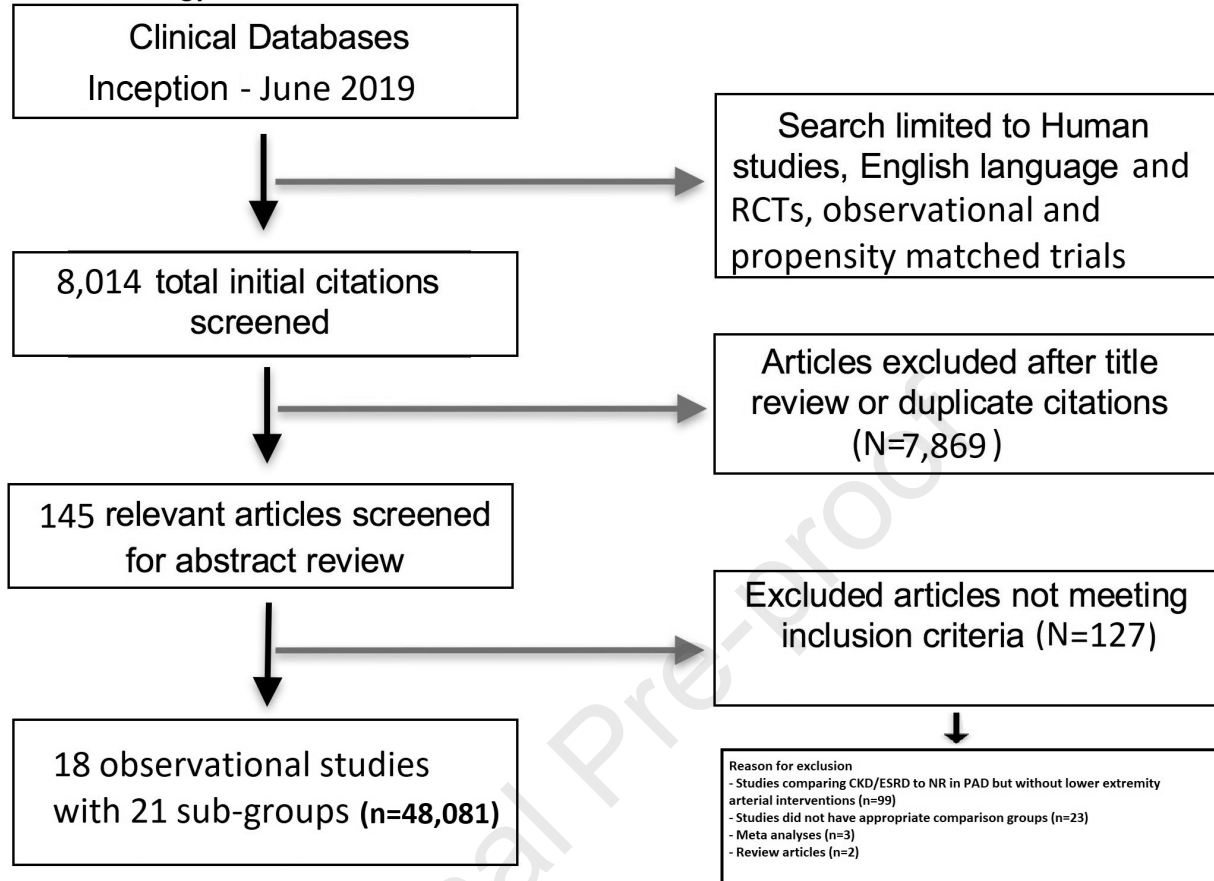 Clinical Databases
Inception - June 2019
Search limited to Human
studies, English language and
RCTs, observational and
propensity matched trials
8,014 total initial citations
screened
Articles excluded after title
review or duplicate citations
(N=7,869)
145 relevant articles screened
for abstract review
Excluded articles not meeting
inclusion criteria (N=127)
18 observational studies
with 21 sub-groups (n=48,081)
Reason for exclusion
- Studies comparing CKD/ESRD to NR in PAD but without lower extremity
arterial interventions (n=99)
- Studies did not have appropriate comparison groups (n=23)
- Meta analyses (n=3)
- Review articles (n=2)
al Pre-proof